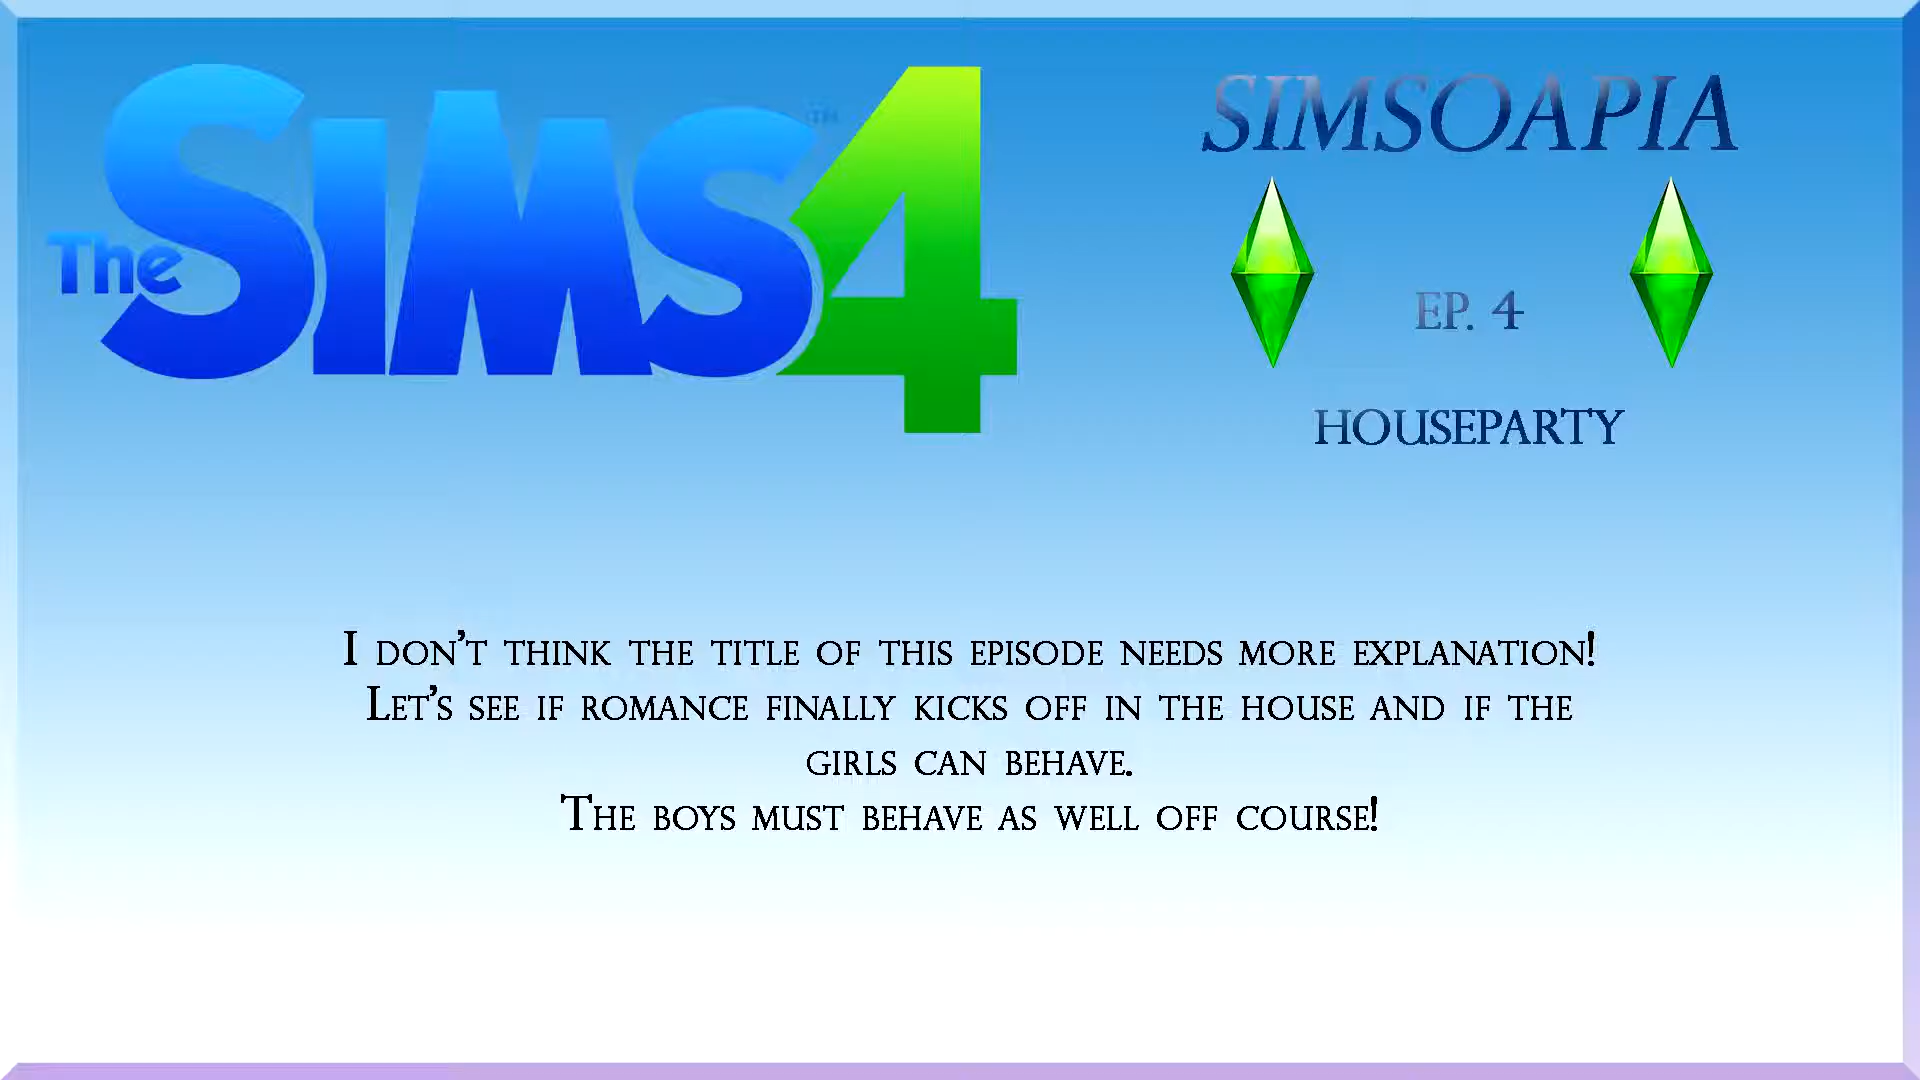 The SIMS 4 TM
SIMSOAPIA
EP. 4
HOUSEPARTY
I don't think the title of this episode needs more explanation!
Let's see if romance finally kicks off in the house and if the
girls can behave.
The boys must behave as well off course!